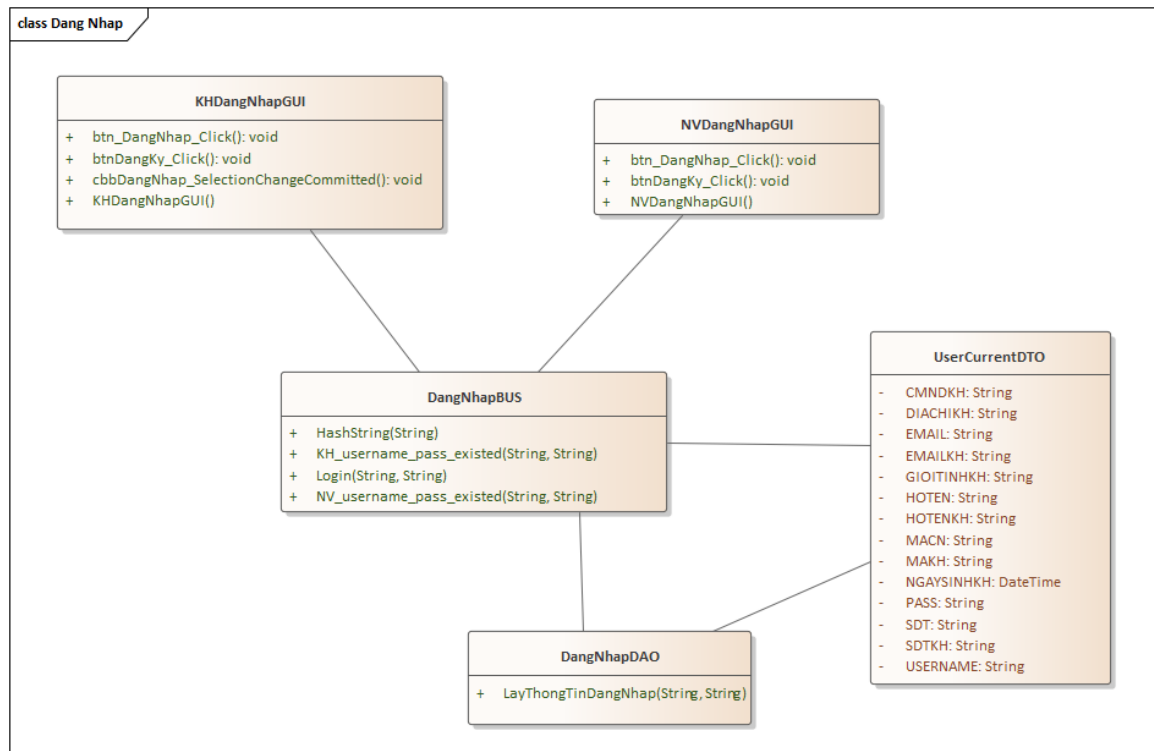 class Dang Nhap
KHDangNhapGUI
+ btn_DangNhap_Click(): void
+ btnDangKy_Click(): void
+ cbbDangNhap_SelectionChangeCommitted(): void
+ KHDangNhapGUI()
NVDangNhapGUI
+ btn_DangNhap_Click(): void
+ btnDangKy_Click(): void
+ NVDangNhapGUI()
DangNhapBUS
+ HashString(String)
+ KH_username_pass_existed(String, String)
+ Login(String, String)
+ NV_username_pass_existed(String, String)
UserCurrentDTO
- CMNDKH: String
- DIACHIKH: String
- EMAIL: String
- EMAILKH: String
- GIOITINHKH: String
- HOTEN: String
- HOTENKH: String
- MACN: String
- MAKH: String
- NGAYSINHKH: DateTime
- PASS: String
- SDT: String
- SDTKH: String
- USERNAME: String
DangNhapDAO
+ LayThongTinDangNhap(String, String)